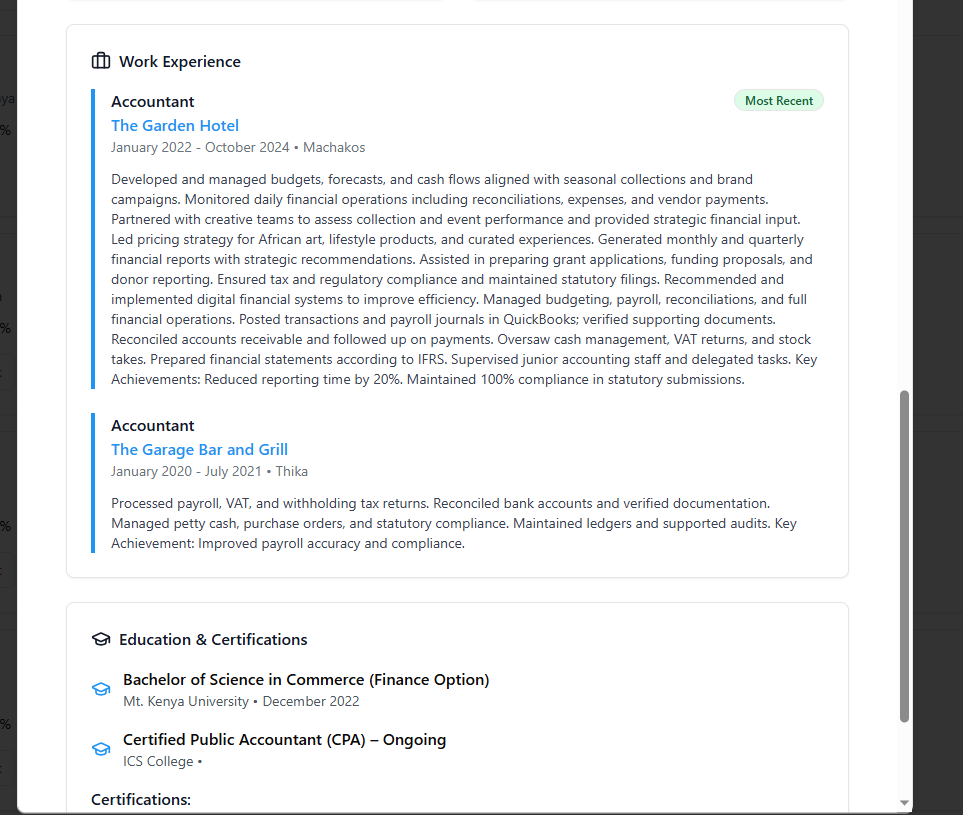 Work Experience
Accountant
Most Recent
The Garden Hotel
January 2022 - October 2024 • Machakos
Developed and managed budgets, forecasts, and cash flows aligned with seasonal collections and brand
campaigns. Monitored daily financial operations including reconciliations, expenses, and vendor payments.
Partnered with creative teams to assess collection and event performance and provided strategic financial input.
Led pricing strategy for African art, lifestyle products, and curated experiences. Generated monthly and quarterly
financial reports with strategic recommendations. Assisted in preparing grant applications, funding proposals, and
donor reporting. Ensured tax and regulatory compliance and maintained statutory filings. Recommended and
implemented digital financial systems to improve efficiency. Managed budgeting, payroll, reconciliations, and full
financial operations. Posted transactions and payroll journals in QuickBooks; verified supporting documents.
Reconciled accounts receivable and followed up on payments. Oversaw cash management, VAT returns, and stock
takes. Prepared financial statements according to IFRS. Supervised junior accounting staff and delegated tasks. Key
Achievements: Reduced reporting time by 20%. Maintained 100% compliance in statutory submissions.
Accountant
The Garage Bar and Grill
January 2020 - July 2021 • Thika
Processed payroll, VAT, and withholding tax returns. Reconciled bank accounts and verified documentation.
Managed petty cash, purchase orders, and statutory compliance. Maintained ledgers and supported audits. Key
Achievement: Improved payroll accuracy and compliance.
Education & Certifications
Bachelor of Science in Commerce (Finance Option)
Mt. Kenya University • December 2022
Certified Public Accountant (CPA) – Ongoing
ICS College •
Certifications: